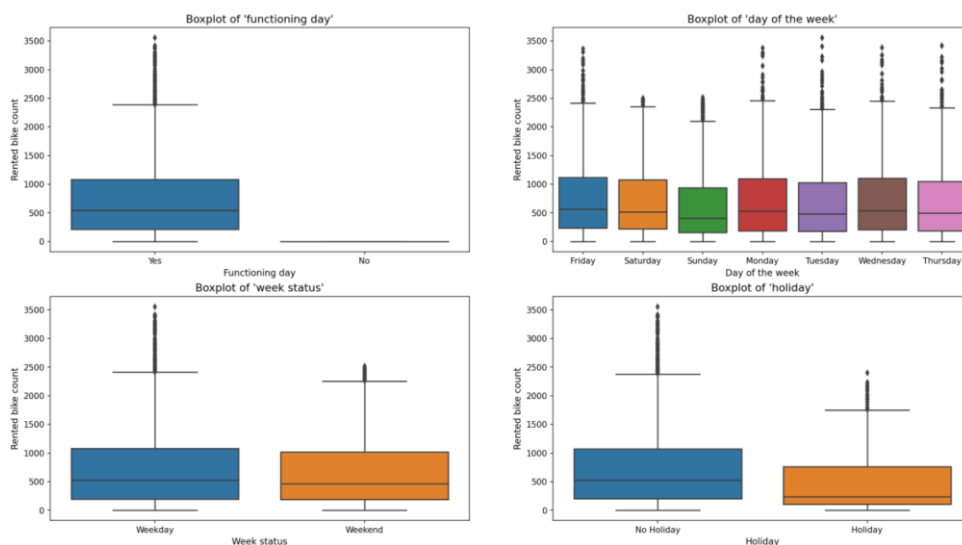 Boxplot of 'functioning day'
Rented bike count
3500
3000
2500
2000
1500
1000
500
0
Yes No
Functioning day
Boxplot of 'day of the week'
Rented bike count
3500
3000
2500
2000
1500
1000
500
0
Friday Saturday Sunday Monday Tuesday Wednesday Thursday
Day of the week
Boxplot of 'week status'
Rented bike count
3500
3000
2500
2000
1500
1000
500
0
Weekday Weekend
Week status
Boxplot of 'holiday'
Rented bike count
3500
3000
2500
2000
1500
1000
500
0
No Holiday Holiday
Holiday